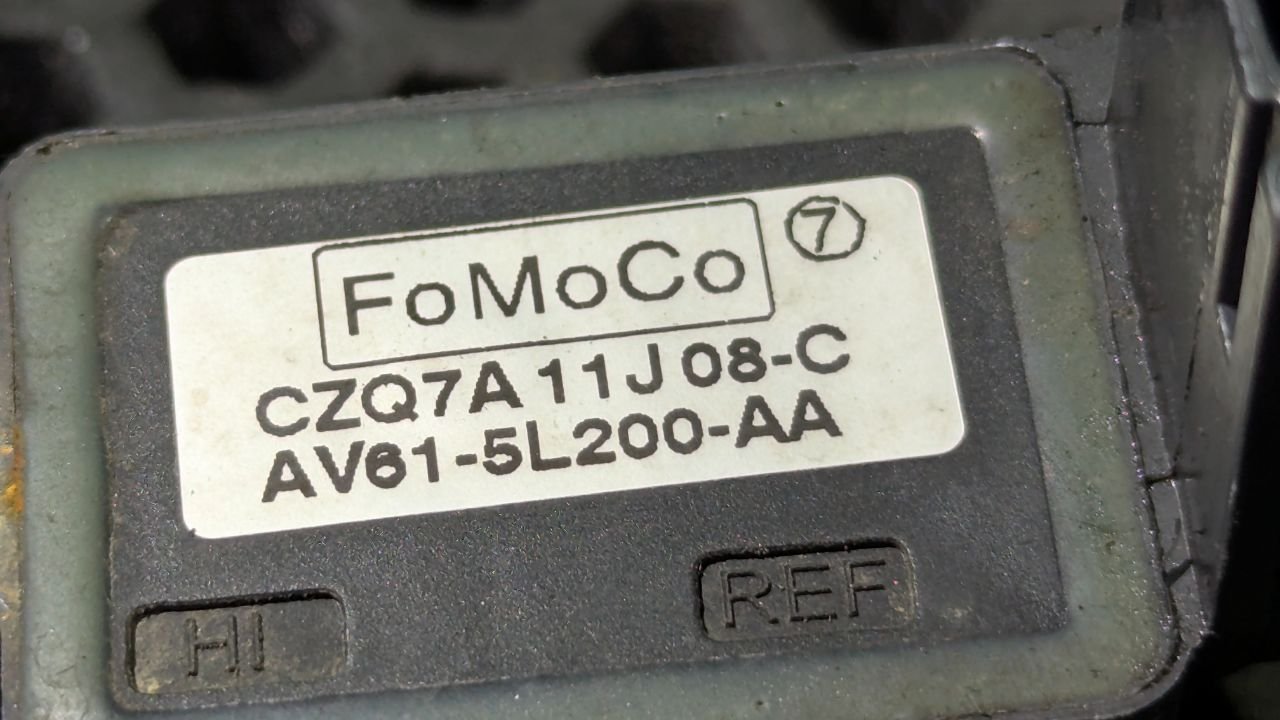 FoMoCo 7
CZQ7A 11J 08-C
AV61-5L200-AA
HI REF